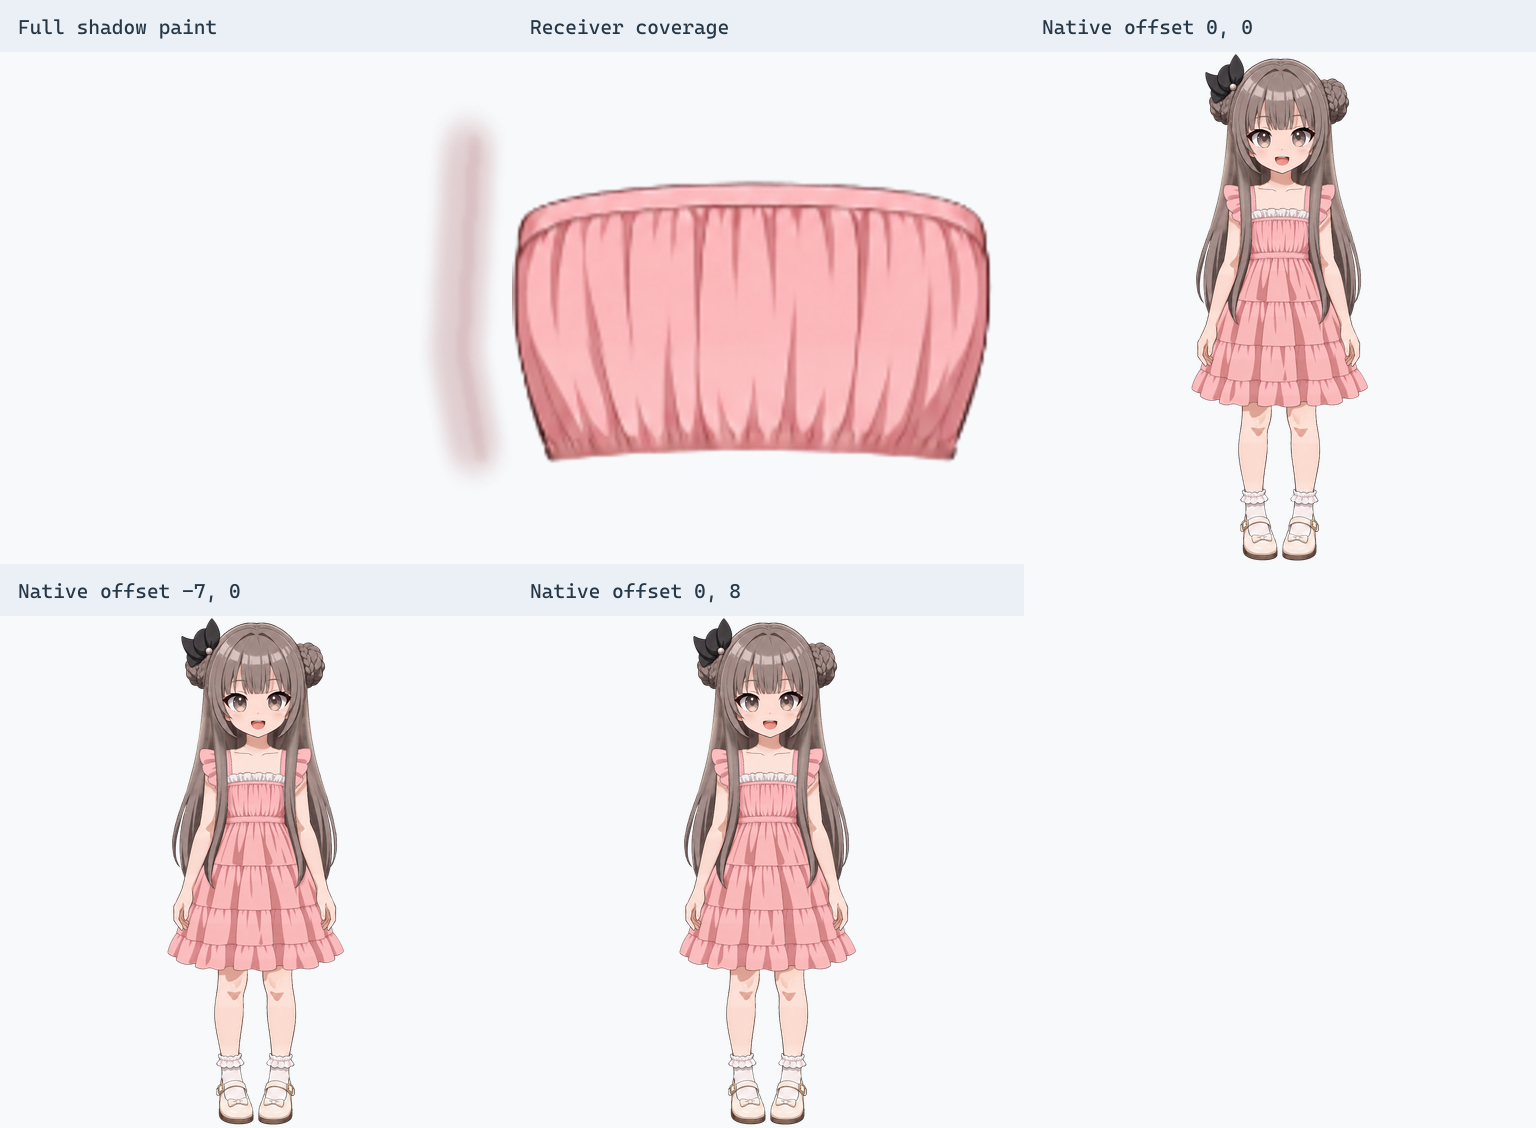 Full shadow paint
Receiver coverage
Native offset 0, 0
Native offset −7, 0
Native offset 0, 8